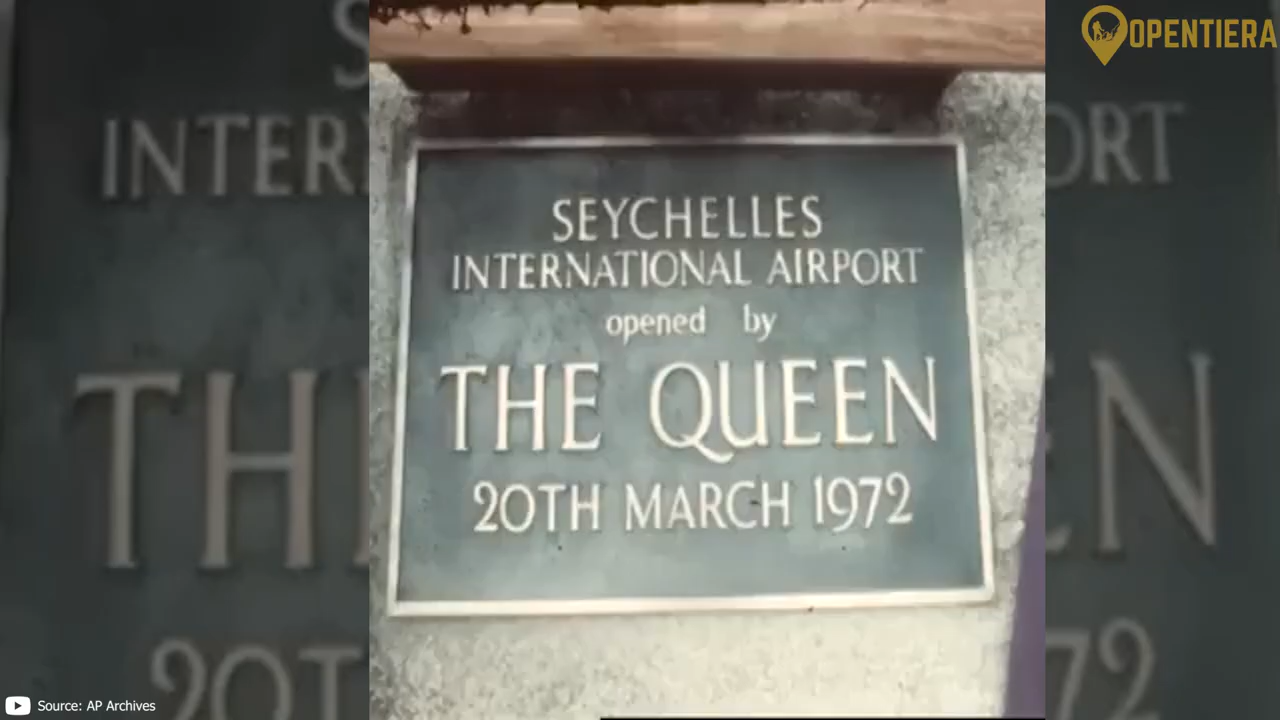 OPENTIERA
SEYCHELLES
INTERNATIONAL AIRPORT
opened by
THE QUEEN
20TH MARCH 1972
Source: AP Archives